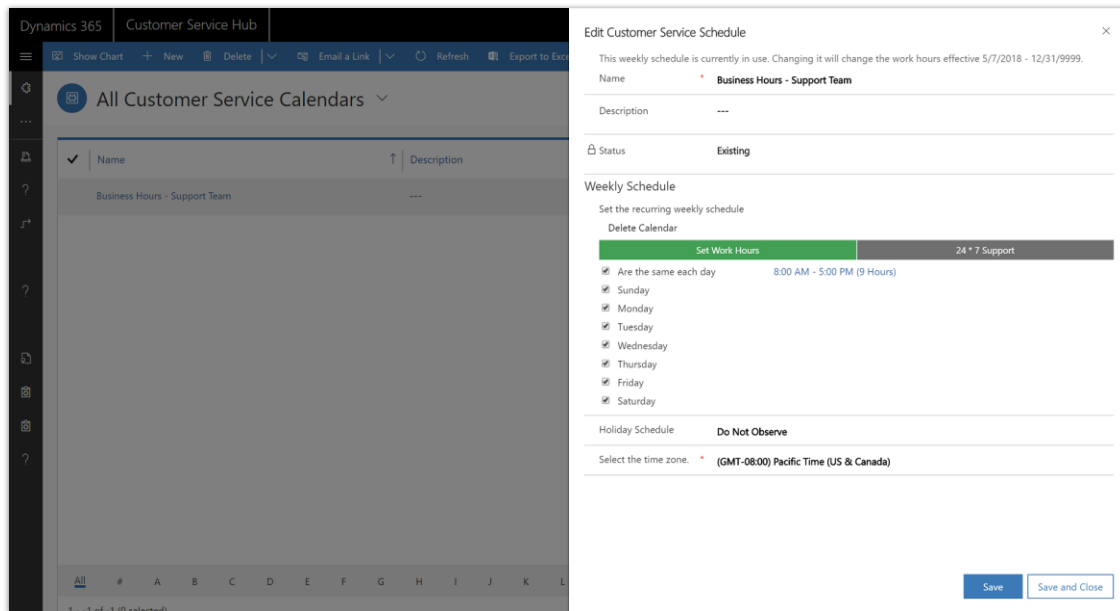 Dynamics 365 Customer Service Hub
Show Chart + New Delete Email a Link Refresh Export to Exce
All Customer Service Calendars
Name ↑ Description
Business Hours - Support Team ---
All # A B C D E F G H I J K L
Edit Customer Service Schedule
This weekly schedule is currently in use. Changing it will change the work hours effective 5/7/2018 - 12/31/9999.
Name * Business Hours - Support Team
Description ---
Status Existing
Weekly Schedule
Set the recurring weekly schedule
Delete Calendar
Set Work Hours 24 * 7 Support
Are the same each day 8:00 AM - 5:00 PM (9 Hours)
Sunday
Monday
Tuesday
Wednesday
Thursday
Friday
Saturday
Holiday Schedule Do Not Observe
Select the time zone. * (GMT-08:00) Pacific Time (US & Canada)
Save Save and Close